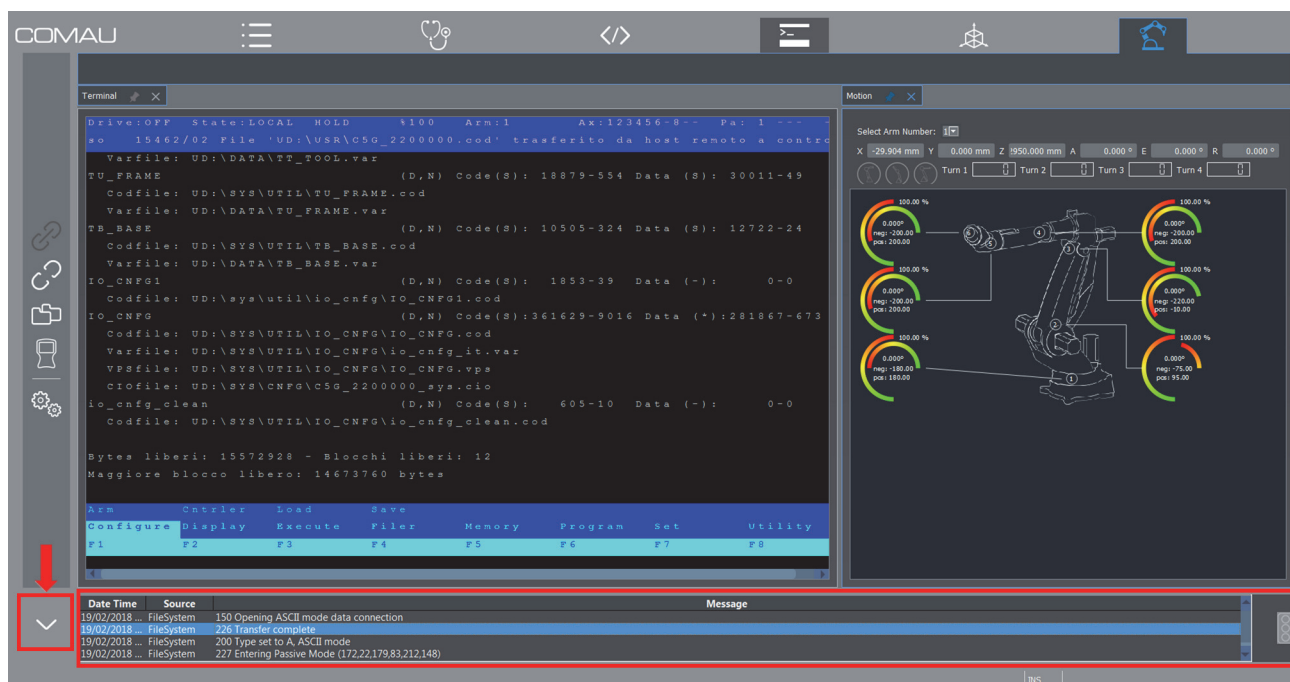 COMAU
Terminal
Drive:OFF State:LOCAL HOLD %100 Arm:1 Ax:123456-8-- Pa: 1 --- -
so 15462/02 File 'UD:\USR\C5G_2200000.cod' trasferito da host remoto a contro
Varfile: UD:\DATA\TT_TOOL.var
TU_FRAME (D,N) Code(S): 18879-554 Data (S): 30011-49
Codfile: UD:\SYS\UTIL\TU_FRAME.cod
Varfile: UD:\DATA\TU_FRAME.var
TB_BASE (D,N) Code(S): 10505-324 Data (S): 12722-24
Codfile: UD:\SYS\UTIL\TB_BASE.cod
Varfile: UD:\DATA\TB_BASE.var
IO_CNFG1 (D,N) Code(S): 1853-39 Data (-): 0-0
Codfile: UD:\sys\util\io_cnfg\IO_CNFG1.cod
IO_CNFG (D,N) Code(S):361629-9016 Data (*):281867-673
Codfile: UD:\SYS\UTIL\IO_CNFG\IO_CNFG.cod
Varfile: UD:\SYS\UTIL\IO_CNFG\io_cnfg_it.var
VPSfile: UD:\SYS\UTIL\IO_CNFG\IO_CNFG.vps
CIOfile: UD:\SYS\CNFG\C5G_2200000_sys.cio
io_cnfg_clean (D,N) Code(S): 605-10 Data (-): 0-0
Codfile: UD:\SYS\UTIL\IO_CNFG\io_cnfg_clean.cod
Bytes liberi: 15572928 - Blocchi liberi: 12
Maggiore blocco libero: 14673760 bytes
Arm Cntrler Load Save
Configure Display Execute Filer Memory Program Set Utility
F1 F2 F3 F4 F5 F6 F7 F8
Motion
Select Arm Number: 1
X -29.904 mm Y 0.000 mm Z !950.000 mm A 0.000 ° E 0.000 ° R 0.000 °
Turn 1 0 Turn 2 0 Turn 3 0 Turn 4 0
100.00 %
0.000°
neg: -200.00
pos: 200.00
100.00 %
0.000°
neg: -200.00
pos: 200.00
6 5 4 3
100.00 %
0.000°
neg: -200.00
pos: 200.00
100.00 %
0.000°
neg: -220.00
pos: -10.00
2
100.00 %
0.000°
neg: -180.00
pos: 180.00
100.00 %
0.000°
neg: -75.00
pos: 95.00
1
Date Time Source Message
19/02/2018 ... FileSystem 150 Opening ASCII mode data connection
19/02/2018 ... FileSystem 226 Transfer complete
19/02/2018 ... FileSystem 200 Type set to A, ASCII mode
19/02/2018 ... FileSystem 227 Entering Passive Mode (172,22,179,83,212,148)
INS